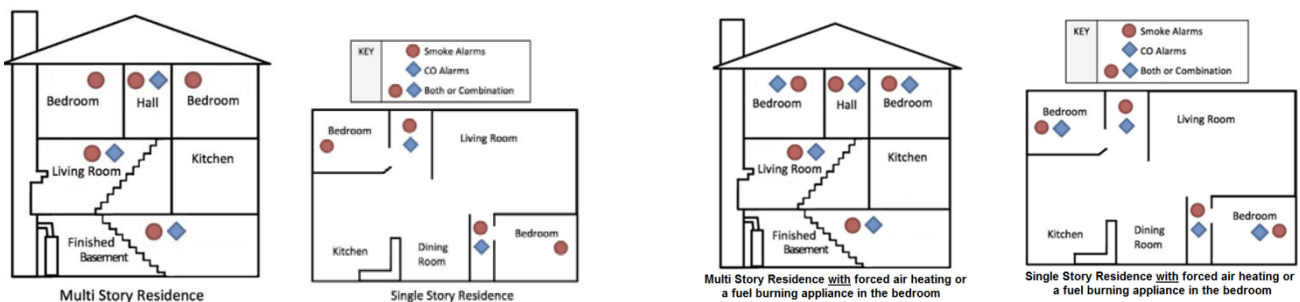 Bedroom
Hall
Bedroom
Living Room
Kitchen
Finished
Basement
Multi Story Residence
KEY
Smoke Alarms
CO Alarms
Both or Combination
Bedroom
Living Room
Kitchen
Dining
Room
Bedroom
Single Story Residence
Bedroom
Hall
Bedroom
Living Room
Kitchen
Finished
Basement
Multi Story Residence with forced air heating or
a fuel burning appliance in the bedroom
KEY
Smoke Alarms
CO Alarms
Both or Combination
Bedroom
Living Room
Kitchen
Dining
Room
Bedroom
Single Story Residence with forced air heating or
a fuel burning appliance in the bedroom